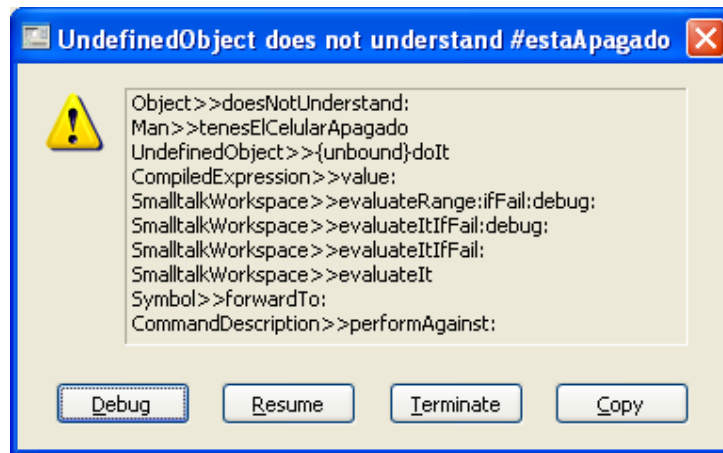 UndefinedObject does not understand #estaApagado
Object>>doesNotUnderstand:
Man>>tenesElCelularApagado
UndefinedObject>>{unbound}doIt
CompiledExpression>>value:
SmalltalkWorkspace>>evaluateRange:ifFail:debug:
SmalltalkWorkspace>>evaluateItIfFail:debug:
SmalltalkWorkspace>>evaluateItIfFail:
SmalltalkWorkspace>>evaluateIt
Symbol>>forwardTo:
CommandDescription>>performAgainst:
Debug Resume Terminate Copy